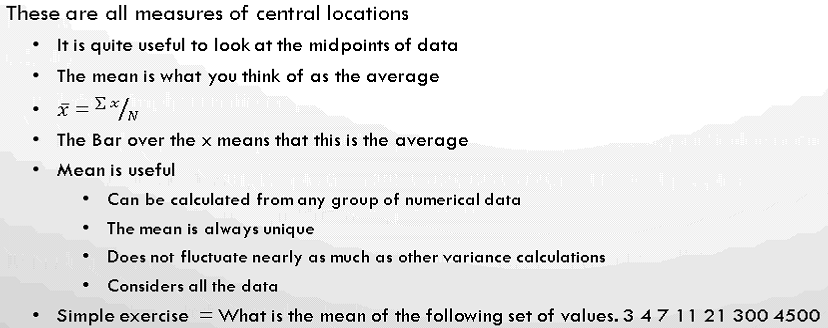 These are all measures of central locations
• It is quite useful to look at the midpoints of data
• The mean is what you think of as the average
• x̄ = Σx/N
• The Bar over the x means that this is the average
• Mean is useful
• Can be calculated from any group of numerical data
• The mean is always unique
• Does not fluctuate nearly as much as other variance calculations
• Considers all the data
• Simple exercise = What is the mean of the following set of values. 3 4 7 11 21 300 4500